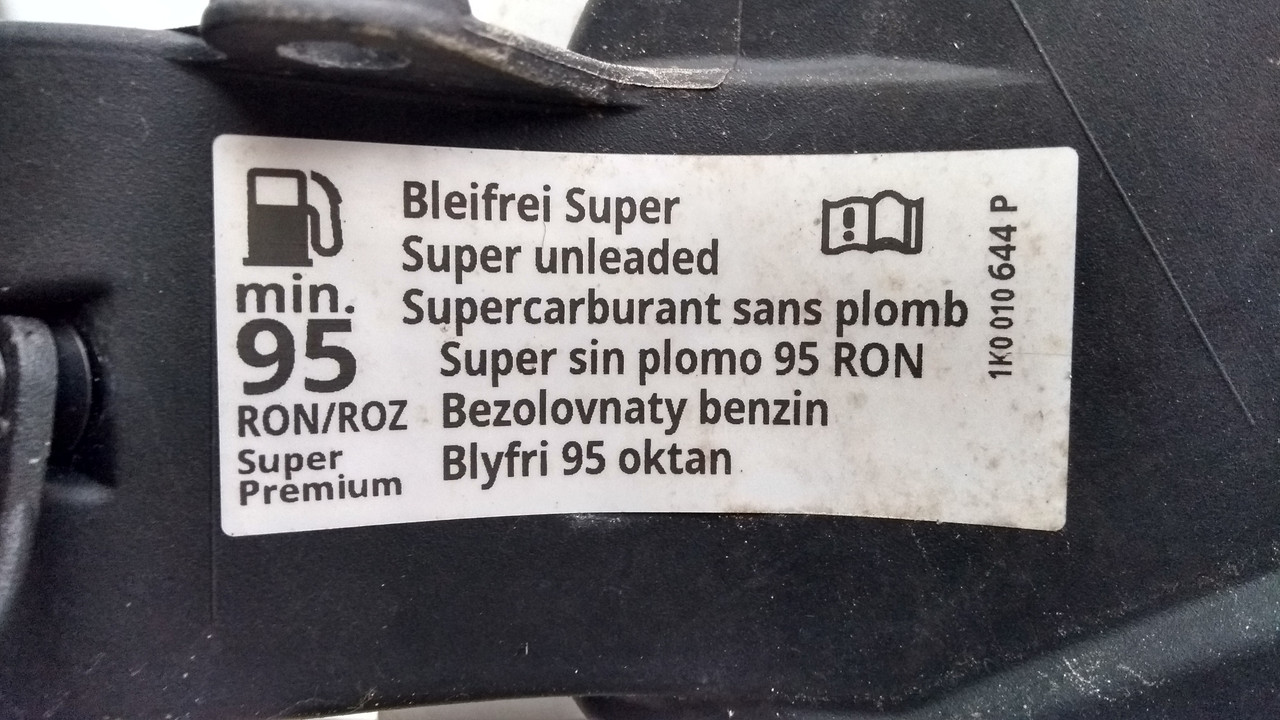 min.
95
RON/ROZ
Super
Premium
Bleifrei Super
Super unleaded
Supercarburant sans plomb
Super sin plomo 95 RON
Bezolovnaty benzin
Blyfri 95 oktan
1K0 010 644 P